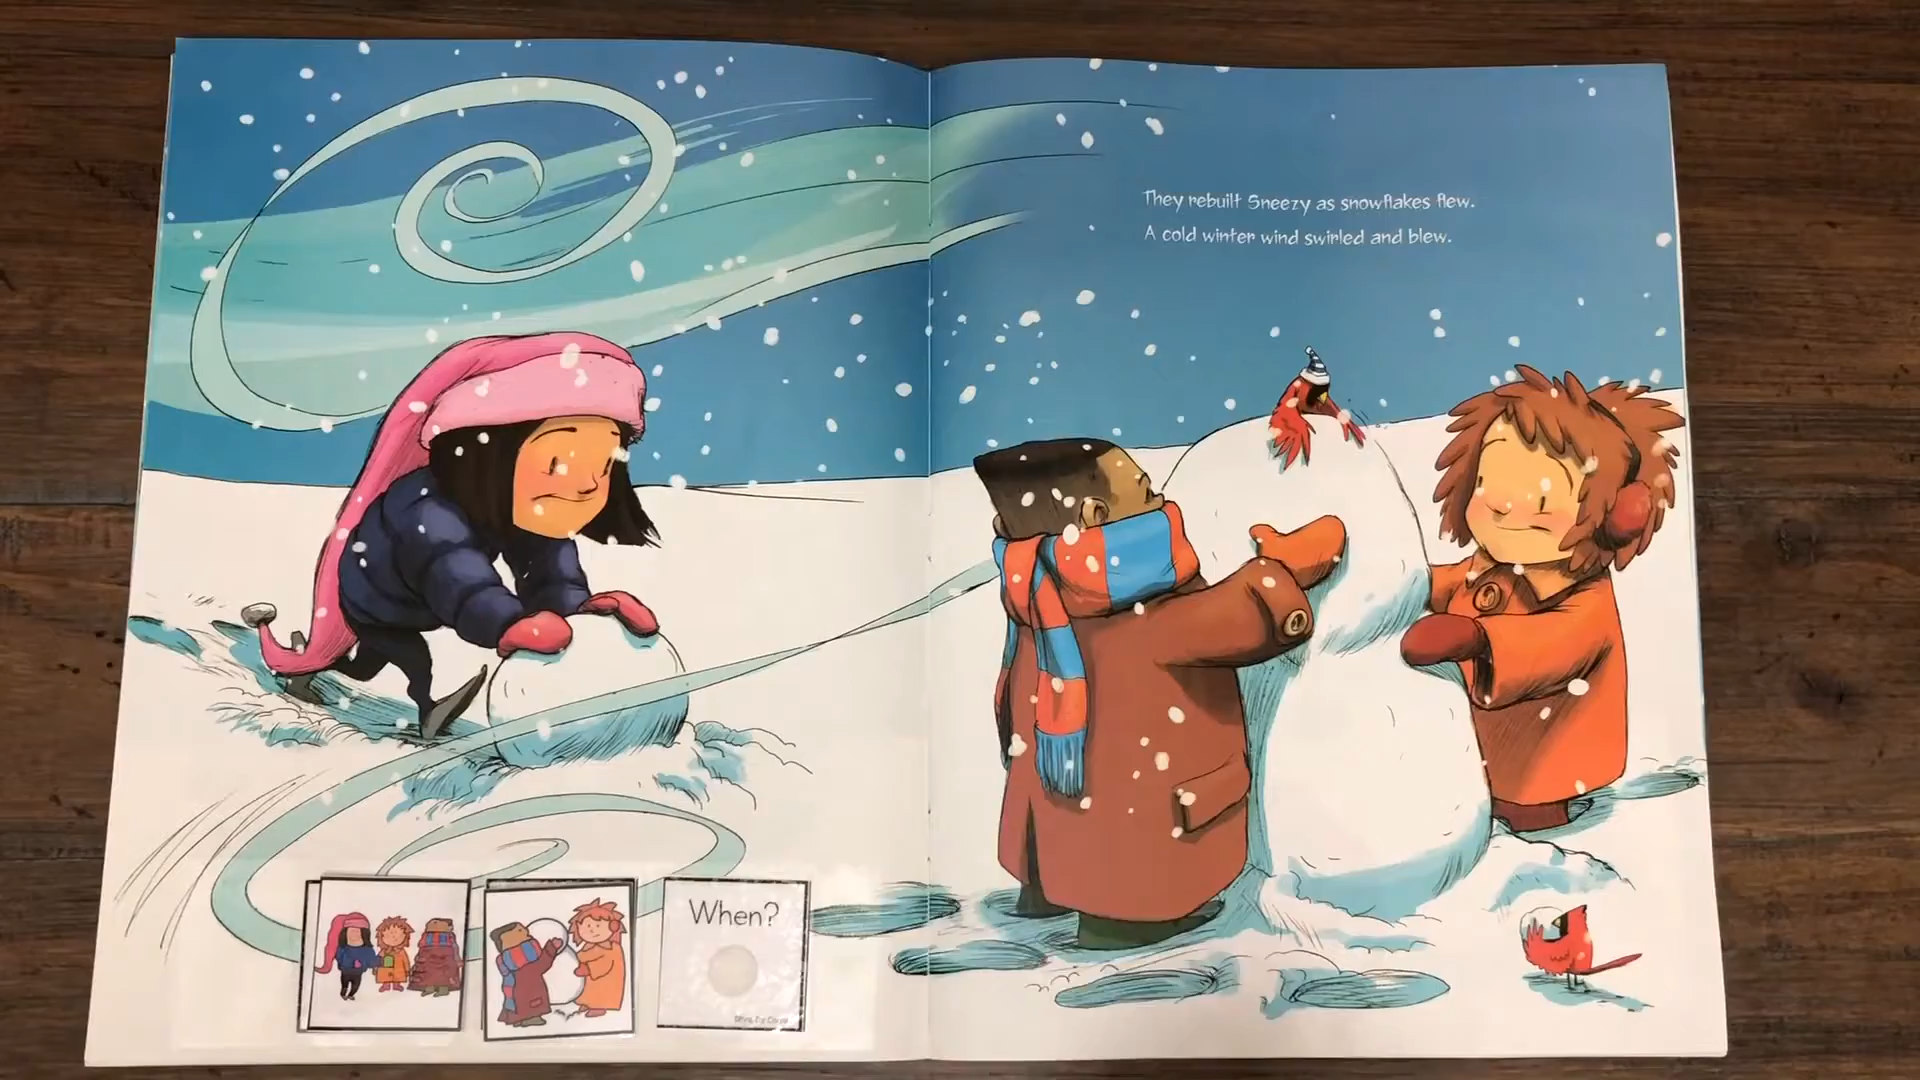 They rebuilt Sneezy as snowflakes flew.
A cold winter wind swirled and blew.
When?